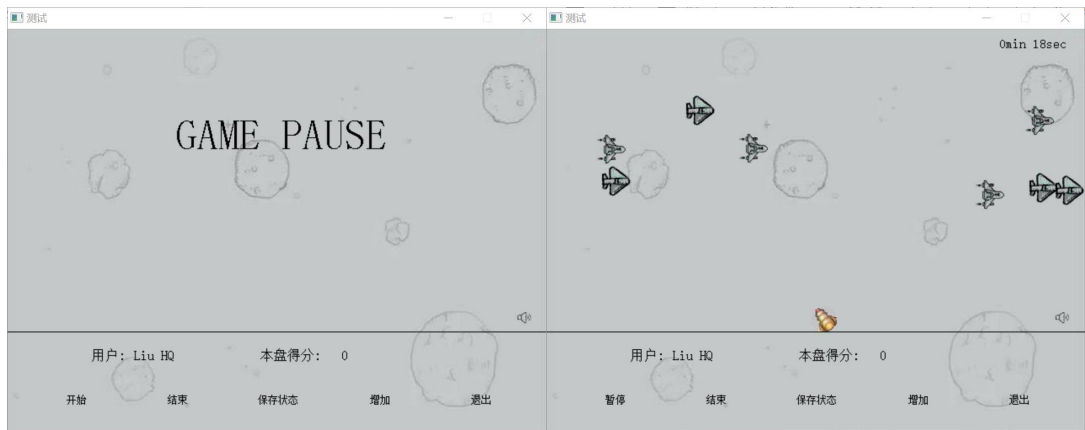 测试
GAME PAUSE
用户: Liu HQ 本盘得分: 0
开始 结束 保存状态 增加 退出
测试
0min 18sec
用户: Liu HQ 本盘得分: 0
暂停 结束 保存状态 增加 退出